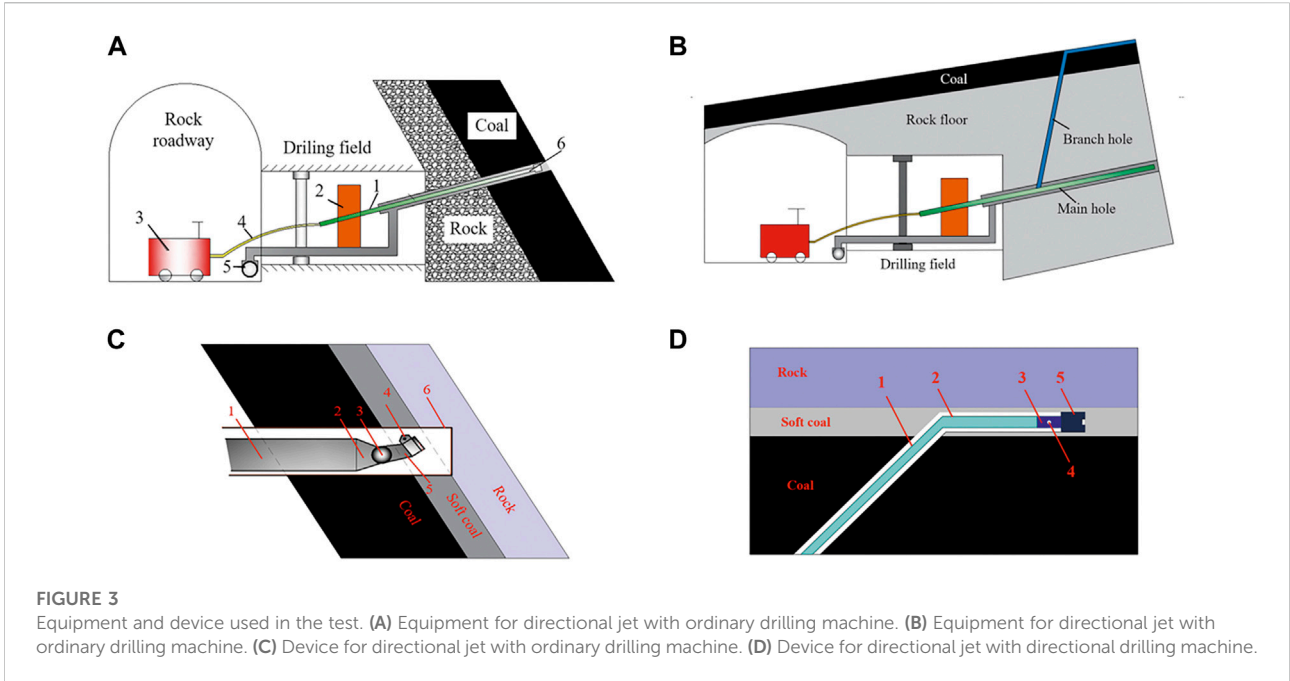 A
Rock
roadway
Driling field
Coal
6
2
1
3
4
5
Rock
B
Coal
Rock floor
Branch hole
Main hole
Drilling field
C
1
2
3
4
6
5
Coal
Soft coal
Rock
D
Rock
1
2
3
5
Soft coal
4
Coal
FIGURE 3
Equipment and device used in the test. (A) Equipment for directional jet with ordinary drilling machine. (B) Equipment for directional jet with
ordinary drilling machine. (C) Device for directional jet with ordinary drilling machine. (D) Device for directional jet with directional drilling machine.